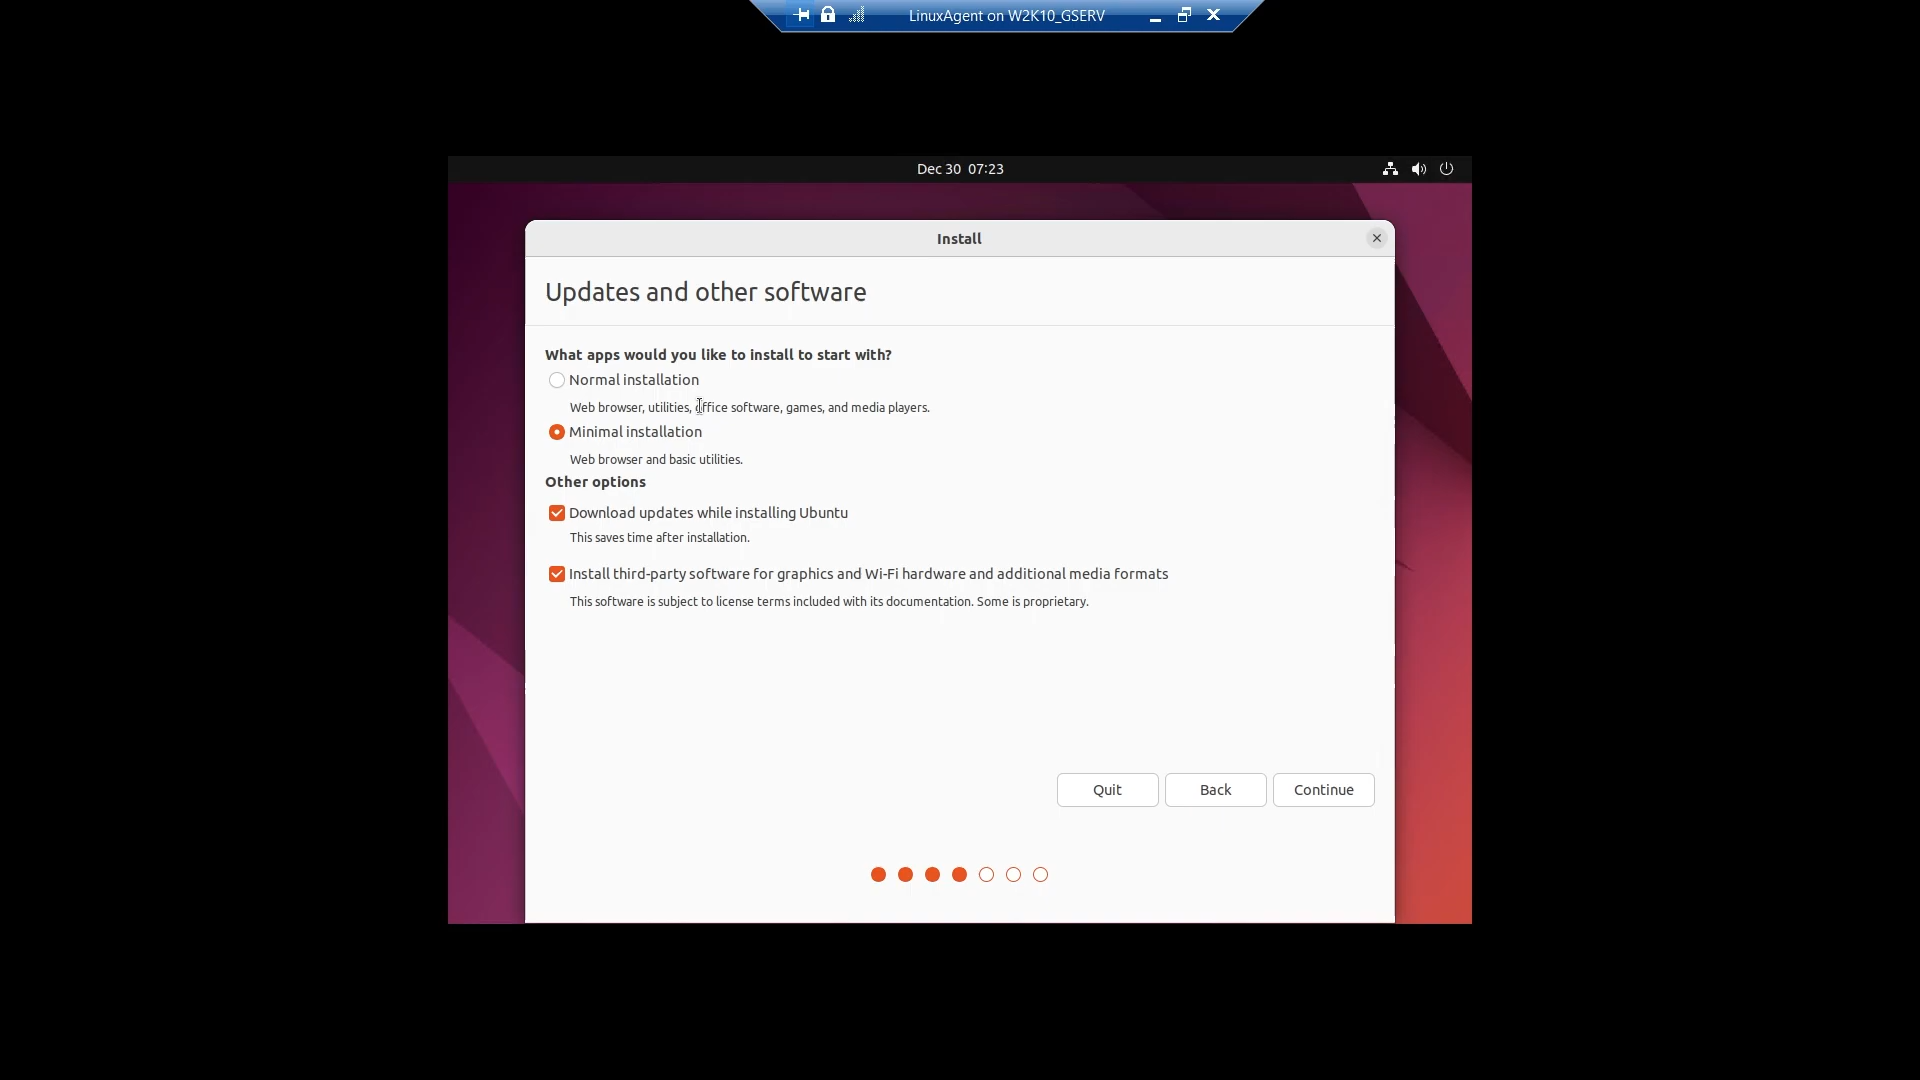 LinuxAgent on W2K10_GSERV
Dec 30 07:23
Install
Updates and other software
What apps would you like to install to start with?
Normal installation
Web browser, utilities, office software, games, and media players.
Minimal installation
Web browser and basic utilities.
Other options
Download updates while installing Ubuntu
This saves time after installation.
Install third-party software for graphics and Wi-Fi hardware and additional media formats
This software is subject to license terms included with its documentation. Some is proprietary.
Quit Back Continue